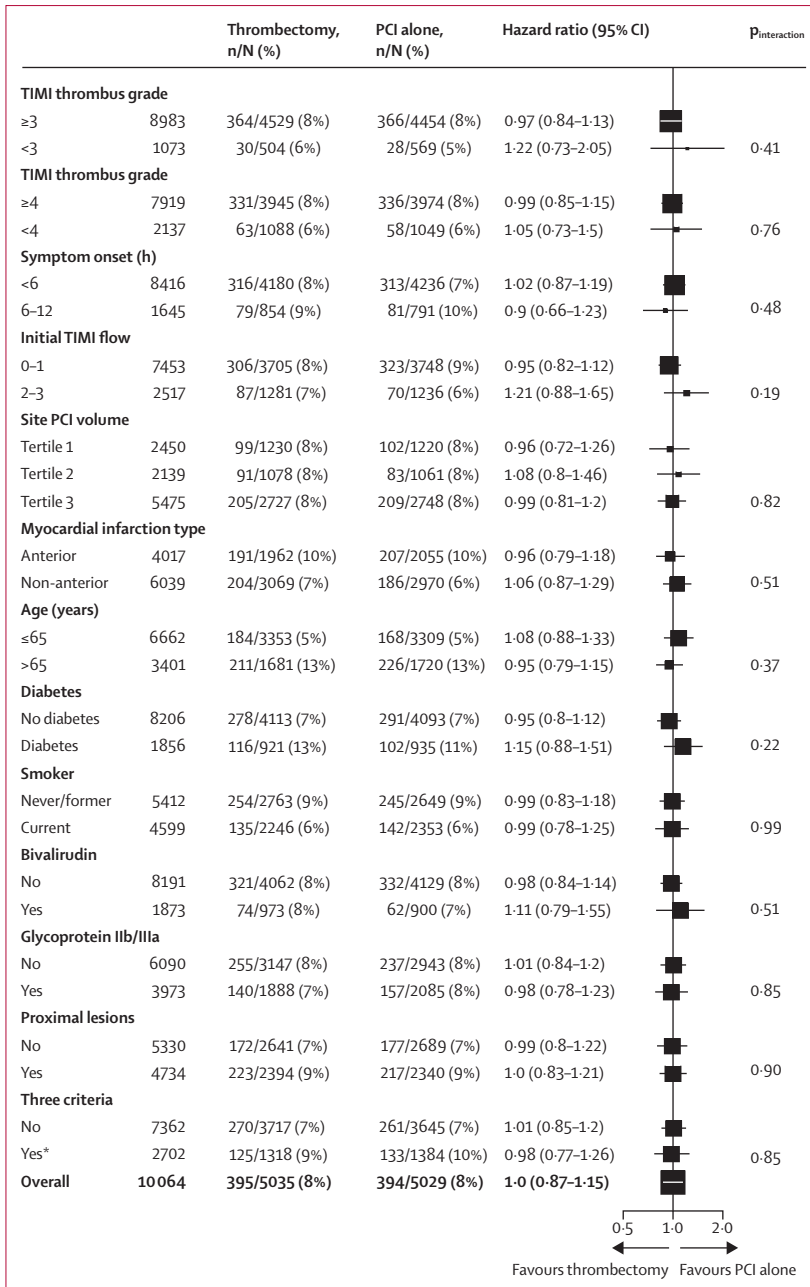 Thrombectomy, n/N (%) PCI alone, n/N (%) Hazard ratio (95% CI) pinteraction
TIMI thrombus grade
≥3 8983 364/4529 (8%) 366/4454 (8%) 0·97 (0·84–1·13)
<3 1073 30/504 (6%) 28/569 (5%) 1·22 (0·73–2·05) 0·41
TIMI thrombus grade
≥4 7919 331/3945 (8%) 336/3974 (8%) 0·99 (0·85–1·15)
<4 2137 63/1088 (6%) 58/1049 (6%) 1·05 (0·73–1·5) 0·76
Symptom onset (h)
<6 8416 316/4180 (8%) 313/4236 (7%) 1·02 (0·87–1·19)
6–12 1645 79/854 (9%) 81/791 (10%) 0·9 (0·66–1·23) 0·48
Initial TIMI flow
0–1 7453 306/3705 (8%) 323/3748 (9%) 0·95 (0·82–1·12)
2–3 2517 87/1281 (7%) 70/1236 (6%) 1·21 (0·88–1·65) 0·19
Site PCI volume
Tertile 1 2450 99/1230 (8%) 102/1220 (8%) 0·96 (0·72–1·26)
Tertile 2 2139 91/1078 (8%) 83/1061 (8%) 1·08 (0·8–1·46)
Tertile 3 5475 205/2727 (8%) 209/2748 (8%) 0·99 (0·81–1·2) 0·82
Myocardial infarction type
Anterior 4017 191/1962 (10%) 207/2055 (10%) 0·96 (0·79–1·18)
Non-anterior 6039 204/3069 (7%) 186/2970 (6%) 1·06 (0·87–1·29) 0·51
Age (years)
≤65 6662 184/3353 (5%) 168/3309 (5%) 1·08 (0·88–1·33)
>65 3401 211/1681 (13%) 226/1720 (13%) 0·95 (0·79–1·15) 0·37
Diabetes
No diabetes 8206 278/4113 (7%) 291/4093 (7%) 0·95 (0·8–1·12)
Diabetes 1856 116/921 (13%) 102/935 (11%) 1·15 (0·88–1·51) 0·22
Smoker
Never/former 5412 254/2763 (9%) 245/2649 (9%) 0·99 (0·83–1·18)
Current 4599 135/2246 (6%) 142/2353 (6%) 0·99 (0·78–1·25) 0·99
Bivalirudin
No 8191 321/4062 (8%) 332/4129 (8%) 0·98 (0·84–1·14)
Yes 1873 74/973 (8%) 62/900 (7%) 1·11 (0·79–1·55) 0·51
Glycoprotein IIb/IIIa
No 6090 255/3147 (8%) 237/2943 (8%) 1·01 (0·84–1·2)
Yes 3973 140/1888 (7%) 157/2085 (8%) 0·98 (0·78–1·23) 0·85
Proximal lesions
No 5330 172/2641 (7%) 177/2689 (7%) 0·99 (0·8–1·22)
Yes 4734 223/2394 (9%) 217/2340 (9%) 1·0 (0·83–1·21) 0·90
Three criteria
No 7362 270/3717 (7%) 261/3645 (7%) 1·01 (0·85–1·2)
Yes* 2702 125/1318 (9%) 133/1384 (10%) 0·98 (0·77–1·26) 0·85
Overall 10 064 395/5035 (8%) 394/5029 (8%) 1·0 (0·87–1·15)
0·5 1·0 2·0
Favours thrombectomy Favours PCI alone